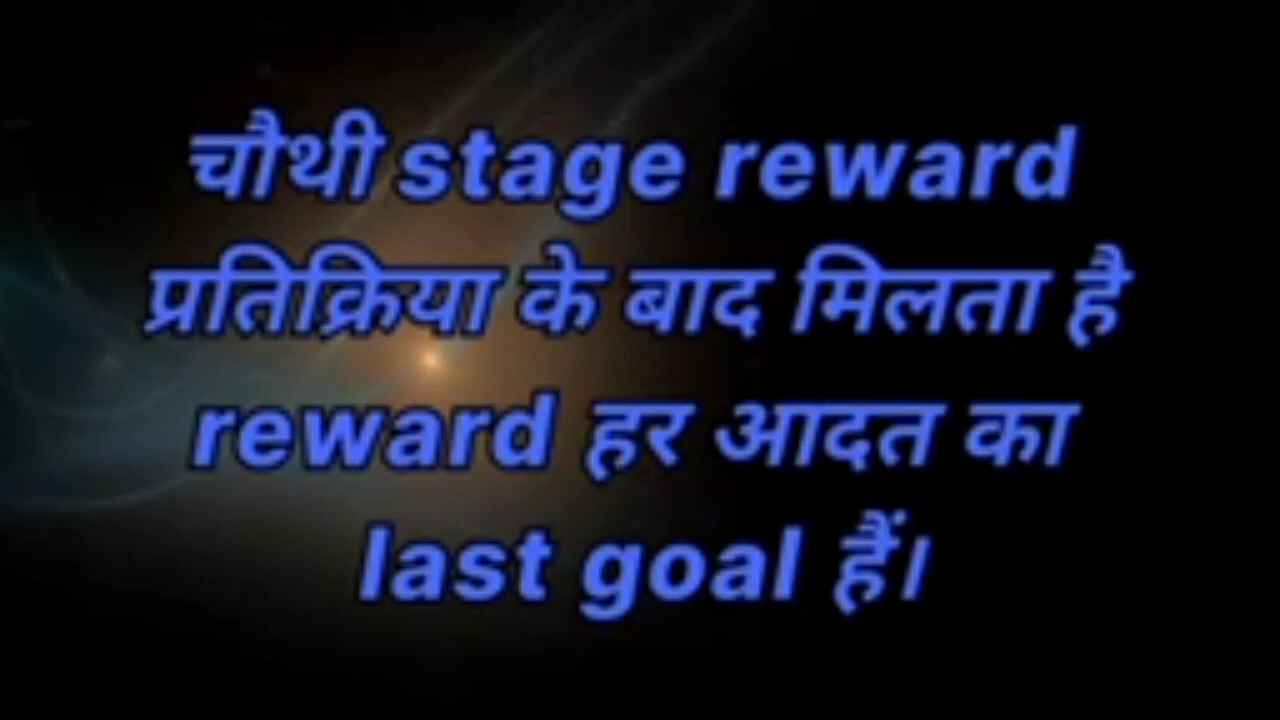 चौथी stage reward
प्रतिक्रिया के बाद मिलता है
reward हर आदत का
last goal हैं।